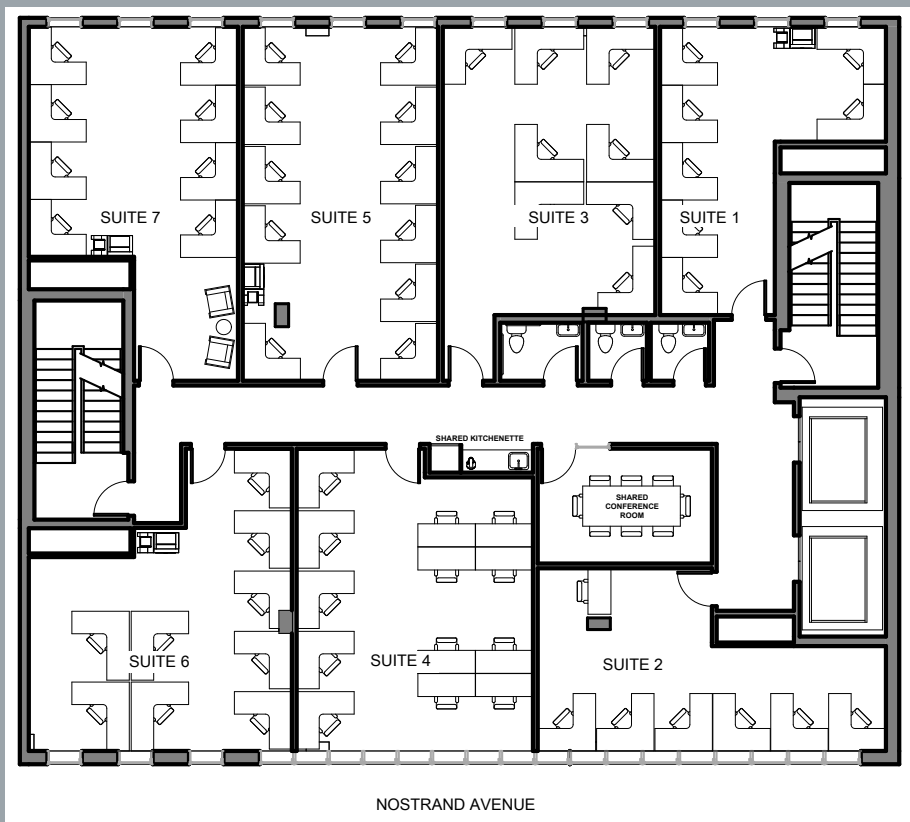 SUITE 7
SUITE 5
SUITE 3
SUITE 1
SHARED KITCHENETTE
SHARED
CONFERENCE
ROOM
SUITE 6
SUITE 4
SUITE 2
NOSTRAND AVENUE